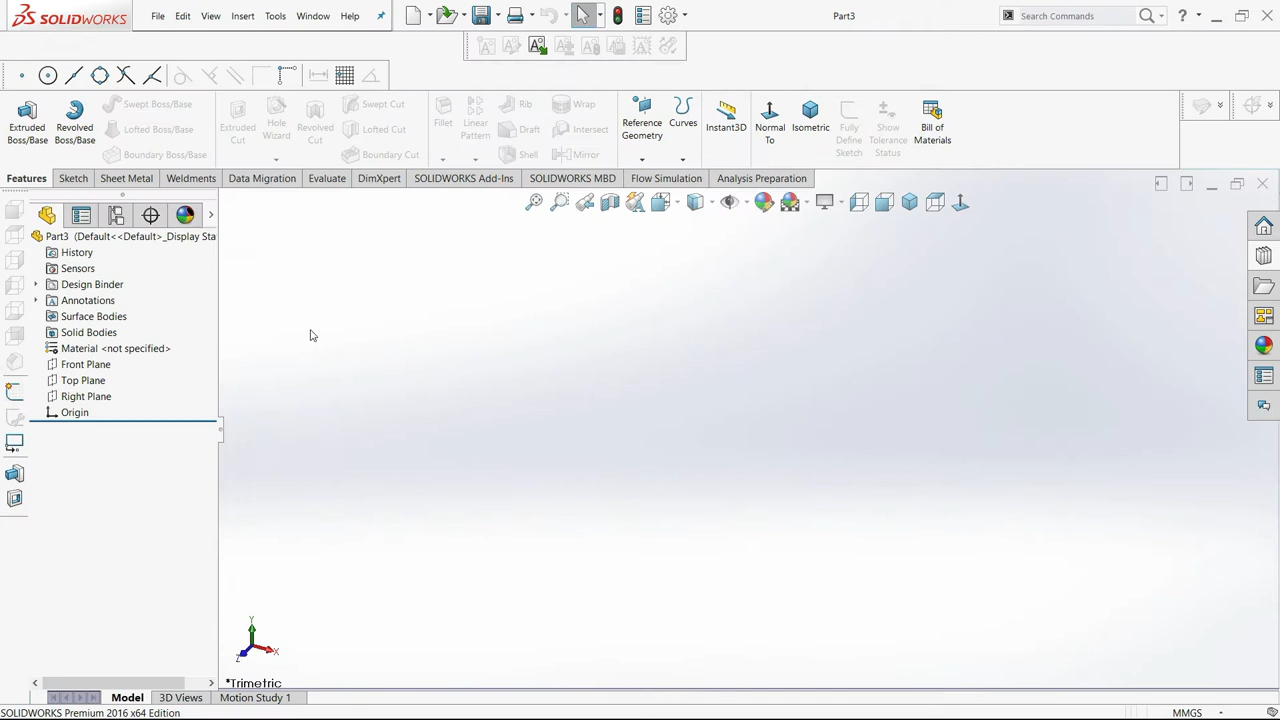 SOLIDWORKS File Edit View Insert Tools Window Help Part3 Search Commands ?
Extruded Boss/Base
Revolved Boss/Base
Swept Boss/Base
Lofted Boss/Base
Boundary Boss/Base
Extruded Cut
Hole Wizard
Revolved Cut
Swept Cut
Lofted Cut
Boundary Cut
Fillet
Linear Pattern
Rib
Draft
Shell
Wrap
Intersect
Mirror
Reference Geometry
Curves
Instant3D
Normal To
Isometric
Fully Define Sketch
Show Tolerance Status
Bill of Materials
Features Sketch Sheet Metal Weldments Data Migration Evaluate DimXpert SOLIDWORKS Add-Ins SOLIDWORKS MBD Flow Simulation Analysis Preparation
Part3 (Default<<Default>_Display Sta
History
Sensors
Design Binder
Annotations
Surface Bodies
Solid Bodies
Material <not specified>
Front Plane
Top Plane
Right Plane
Origin
Y
X
Z
*Trimetric
Model 3D Views Motion Study 1
SOLIDWORKS Premium 2016 x64 Edition MMGS -